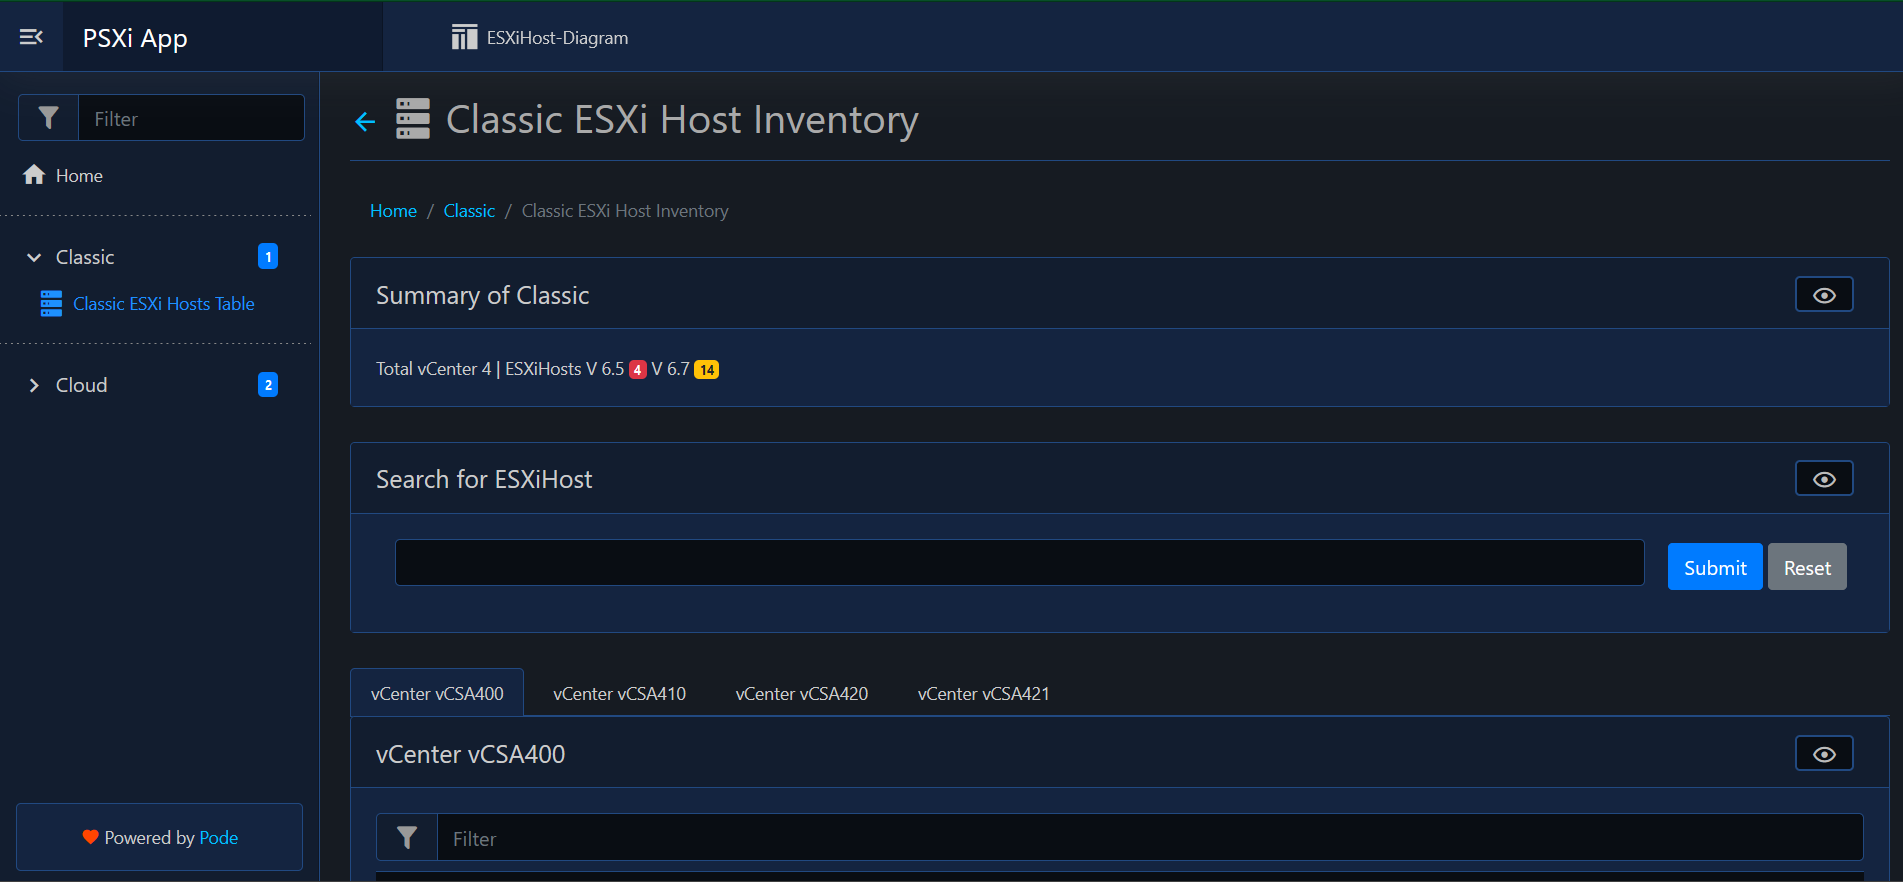 PSXi App
ESXiHost-Diagram
Filter
Home
Classic 1
Classic ESXi Hosts Table
Cloud 2
Powered by Pode
Classic ESXi Host Inventory
Home / Classic / Classic ESXi Host Inventory
Summary of Classic
Total vCenter 4 | ESXiHosts V 6.5 4 V 6.7 14
Search for ESXiHost
Submit Reset
vCenter vCSA400 vCenter vCSA410 vCenter vCSA420 vCenter vCSA421
vCenter vCSA400
Filter